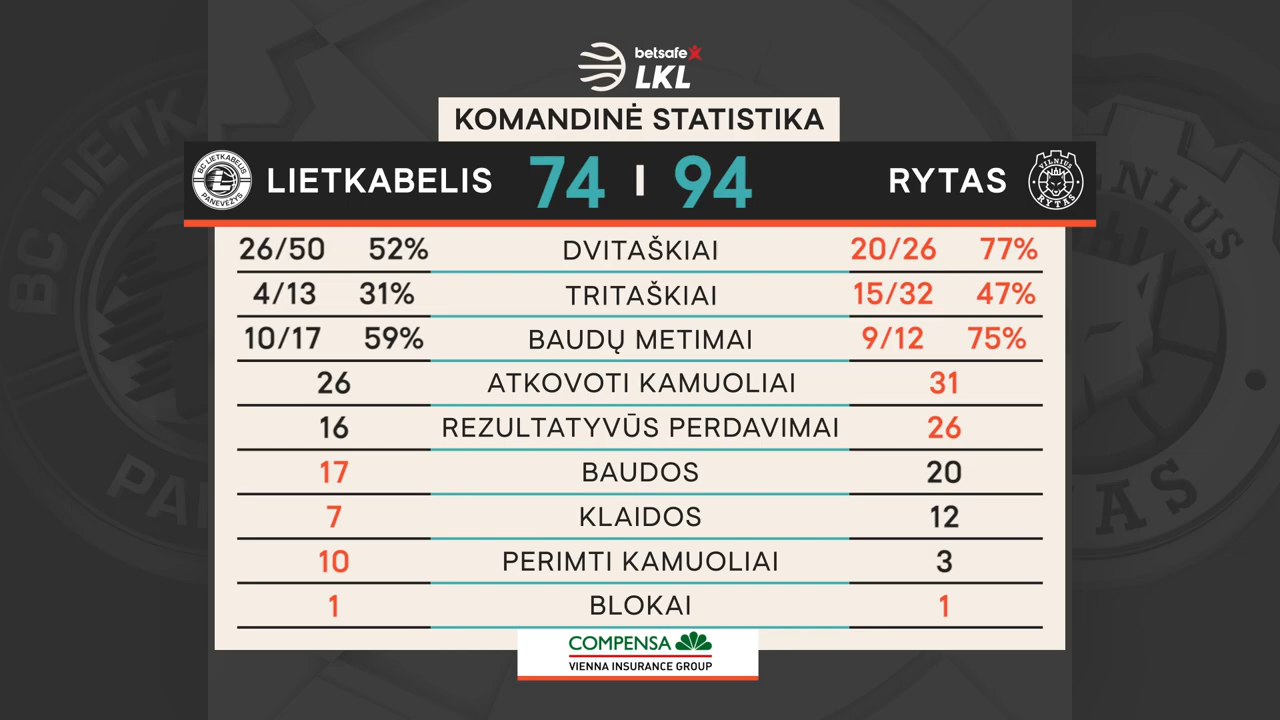 betsafe
LKL
KOMANDINĖ STATISTIKA
BC LIETKABELIS PANEVĖŽYS LIETKABELIS 74 | 94 RYTAS VILNIUS RYTAS
26/50 52% DVITAŠKIAI 20/26 77%
4/13 31% TRITAŠKIAI 15/32 47%
10/17 59% BAUDŲ METIMAI 9/12 75%
26 ATKOVOTI KAMUOLIAI 31
16 REZULTATYVŪS PERDAVIMAI 26
17 BAUDOS 20
7 KLAIDOS 12
10 PERIMTI KAMUOLIAI 3
1 BLOKAI 1
COMPENSA
VIENNA INSURANCE GROUP